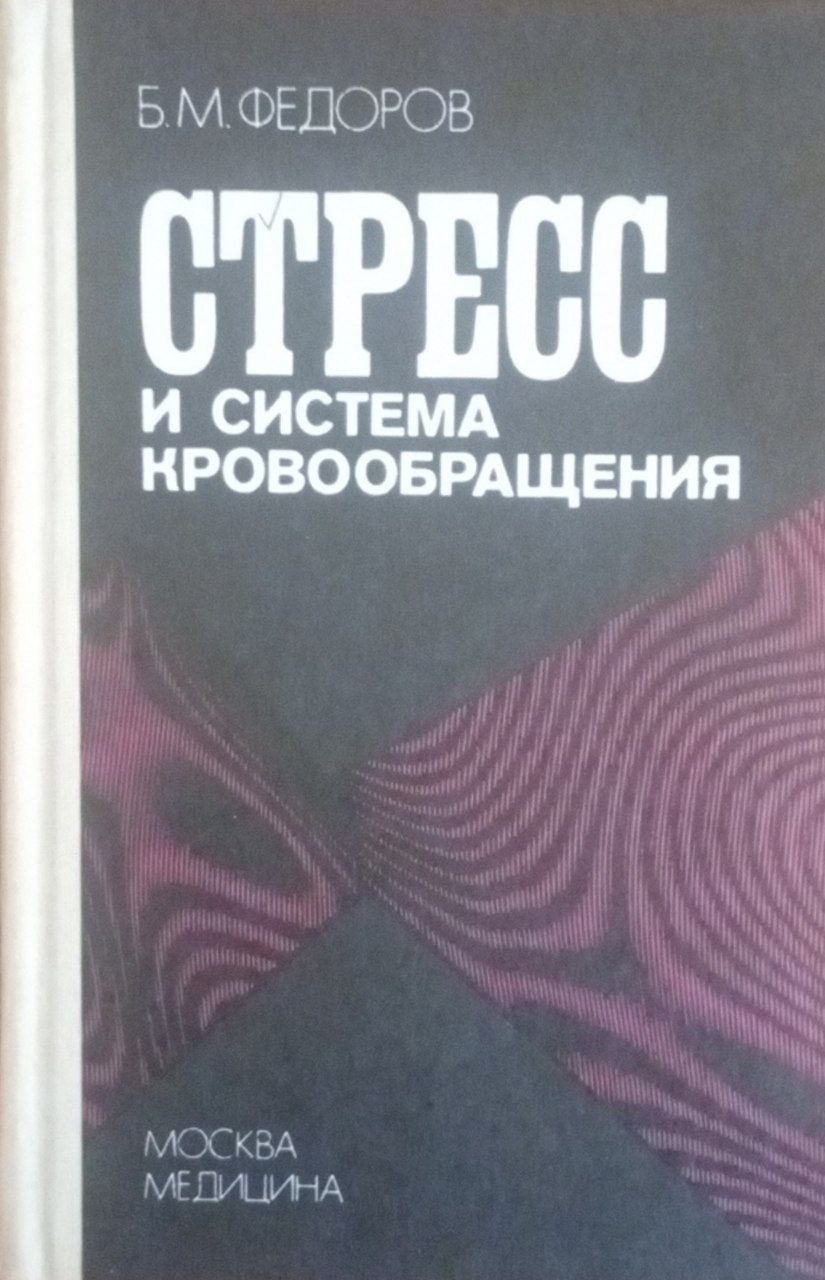 Б.М.ФЕДОРОВ
СТРЕСС
И СИСТЕМА
КРОВООБРАЩЕНИЯ
МОСКВА
МЕДИЦИНА